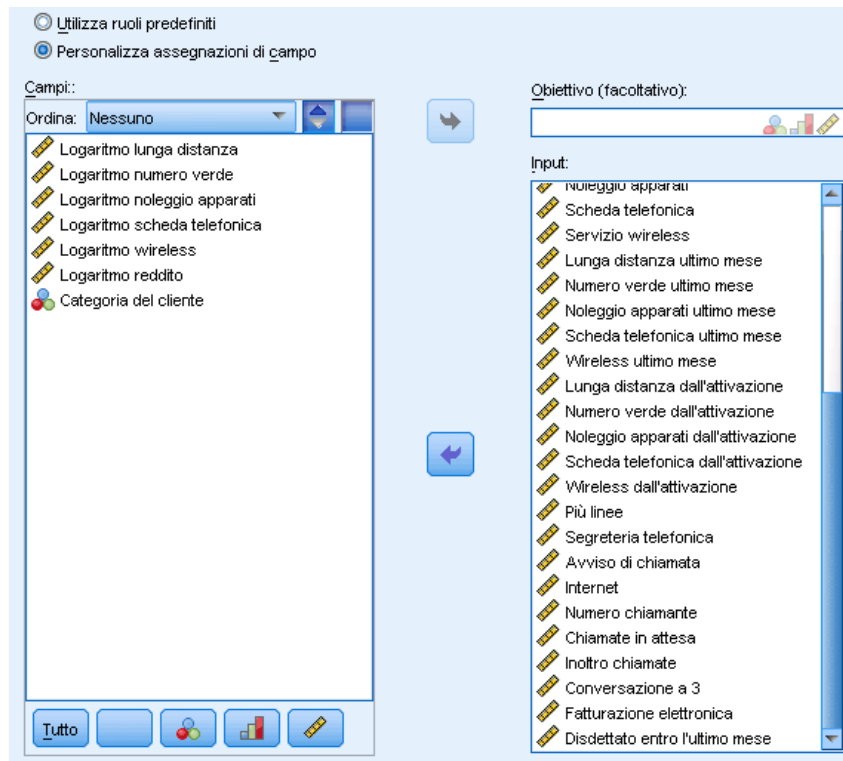 Utilizza ruoli predefiniti
Personalizza assegnazioni di campo
Campi::
Ordina: Nessuno
Logaritmo lunga distanza
Logaritmo numero verde
Logaritmo noleggio apparati
Logaritmo scheda telefonica
Logaritmo wireless
Logaritmo reddito
Categoria del cliente
Tutto
Obiettivo (facoltativo):
Input:
Noleggio apparati
Scheda telefonica
Servizio wireless
Lunga distanza ultimo mese
Numero verde ultimo mese
Noleggio apparati ultimo mese
Scheda telefonica ultimo mese
Wireless ultimo mese
Lunga distanza dall'attivazione
Numero verde dall'attivazione
Noleggio apparati dall'attivazione
Scheda telefonica dall'attivazione
Wireless dall'attivazione
Più linee
Segreteria telefonica
Avviso di chiamata
Internet
Numero chiamante
Chiamate in attesa
Inoltro chiamate
Conversazione a 3
Fatturazione elettronica
Disdettato entro l'ultimo mese